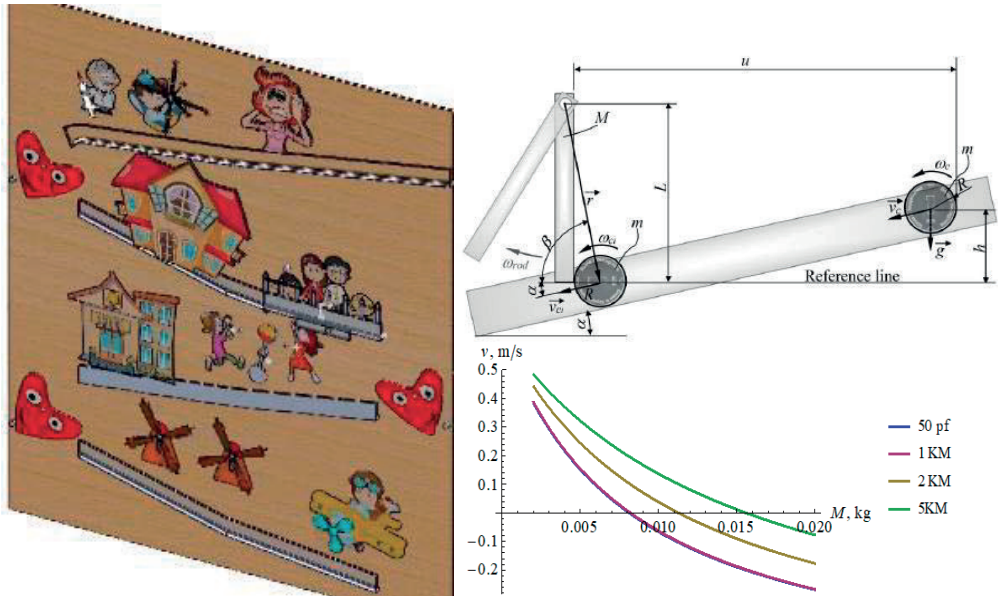 u
M
m
L
r
β
ω_c
R
v_c
g
h
ω_ci
m
ω_rod
α
R
v_ci
α
Reference line
v, m/s
0.5
0.4
0.3
0.2
0.1
−0.1
−0.2
0.005
0.010
0.015
0.020
M, kg
50 pf
1 KM
2 KM
5KM